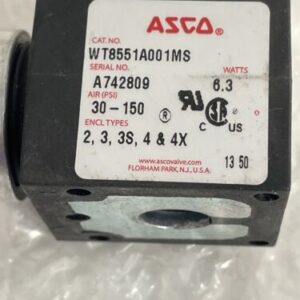 ASCO®
CAT. NO.
WT8551A001MS
SERIAL NO. WATTS
A742809 6.3
AIR (PSI)
30 - 150 ® C US
ENCL TYPES
2, 3, 3S, 4 & 4X
www.ascovalve.com 13 50
FLORHAM PARK, N.J., U.S.A.